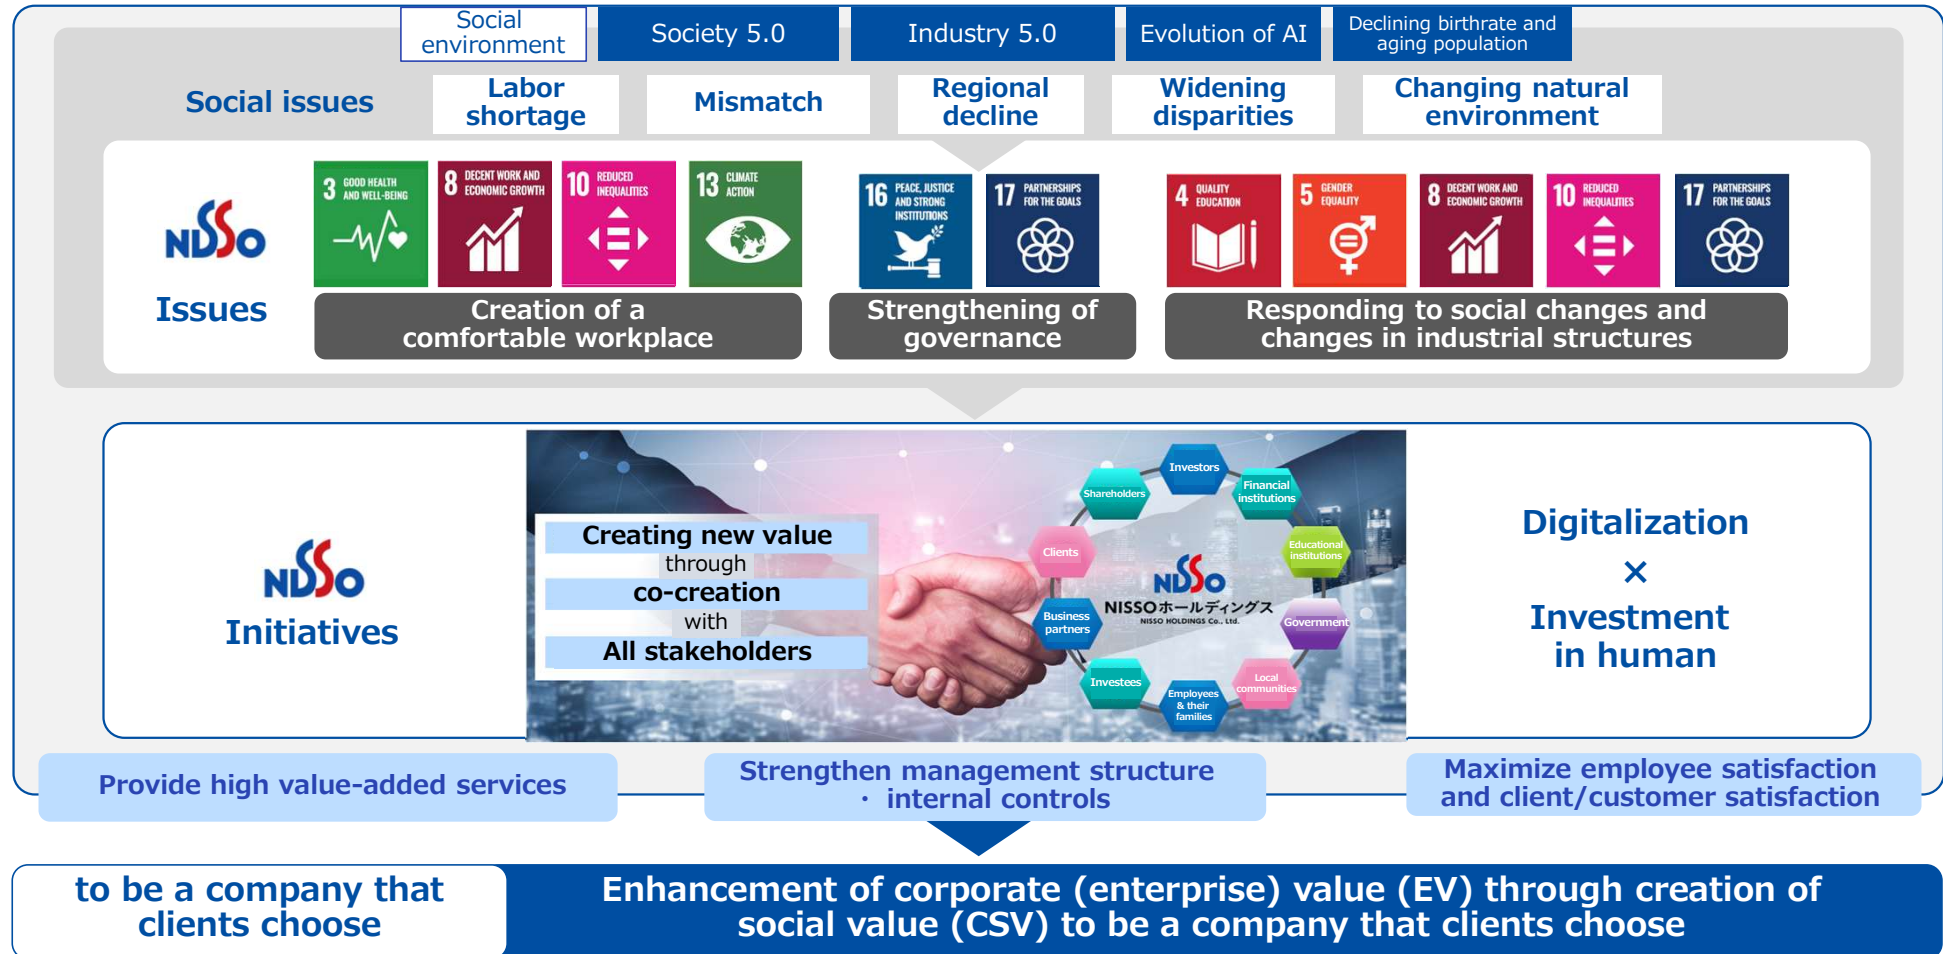 Social
environment
Society 5.0
Industry 5.0
Evolution of AI
Declining birthrate and
aging population
Social issues
Labor
shortage
Mismatch
Regional
decline
Widening
disparities
Changing natural
environment
NISSO
Issues
3 GOOD HEALTH
AND WELL-BEING
8 DECENT WORK AND
ECONOMIC GROWTH
10 REDUCED
INEQUALITIES
13 CLIMATE
ACTION
Creation of a
comfortable workplace
16 PEACE, JUSTICE
AND STRONG
INSTITUTIONS
17 PARTNERSHIPS
FOR THE GOALS
Strengthening of
governance
4 QUALITY
EDUCATION
5 GENDER
EQUALITY
8 DECENT WORK AND
ECONOMIC GROWTH
10 REDUCED
INEQUALITIES
17 PARTNERSHIPS
FOR THE GOALS
Responding to social changes and
changes in industrial structures
NISSO
Initiatives
Creating new value
through
co-creation
with
All stakeholders
Investors
Financial
institutions
Educational
institutions
Government
Local
communities
Employees
& their
families
Investees
Business
partners
Clients
Shareholders
NISSO
NISSOホールディングス
NISSO HOLDINGS Co., Ltd.
Digitalization
×
Investment
in human
Provide high value-added services
Strengthen management structure
・ internal controls
Maximize employee satisfaction
and client/customer satisfaction
to be a company that
clients choose
Enhancement of corporate (enterprise) value (EV) through creation of
social value (CSV) to be a company that clients choose